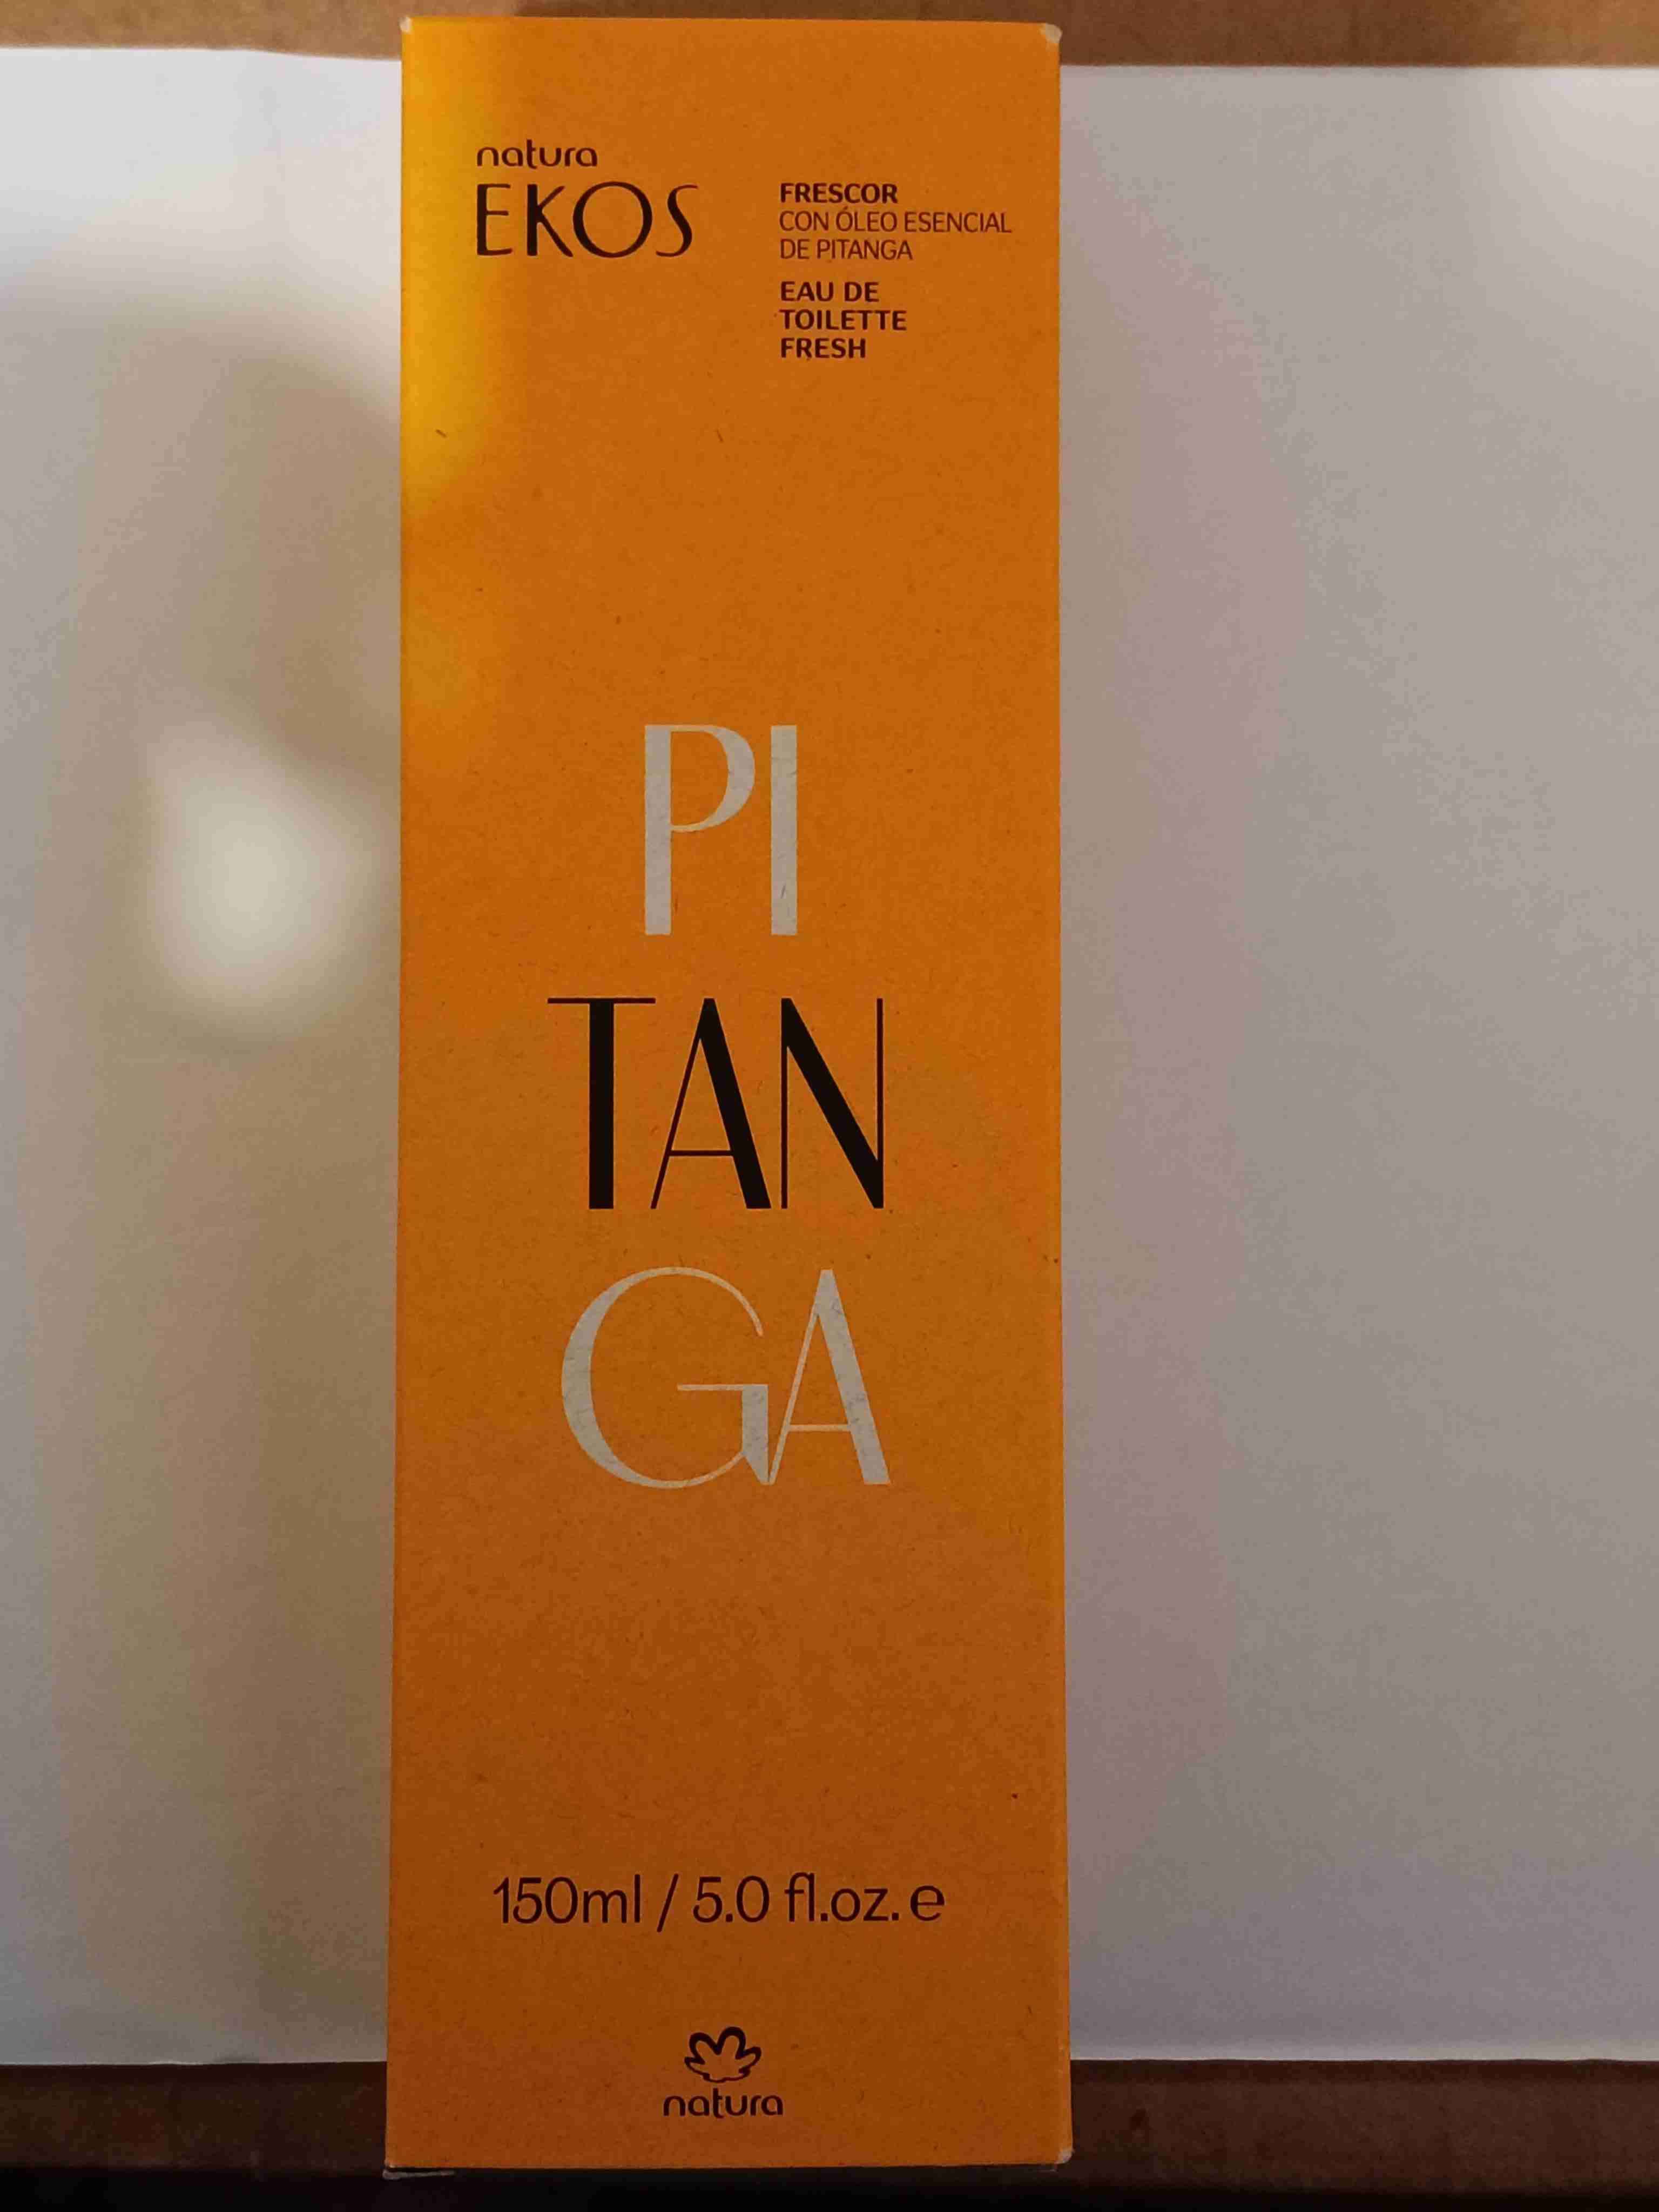 natura
EKOS
FRESCOR
CON ÓLEO ESENCIAL
DE PITANGA
EAU DE
TOILETTE
FRESH
PI
TAN
GA
150ml / 5.0 fl.oz. e
natura